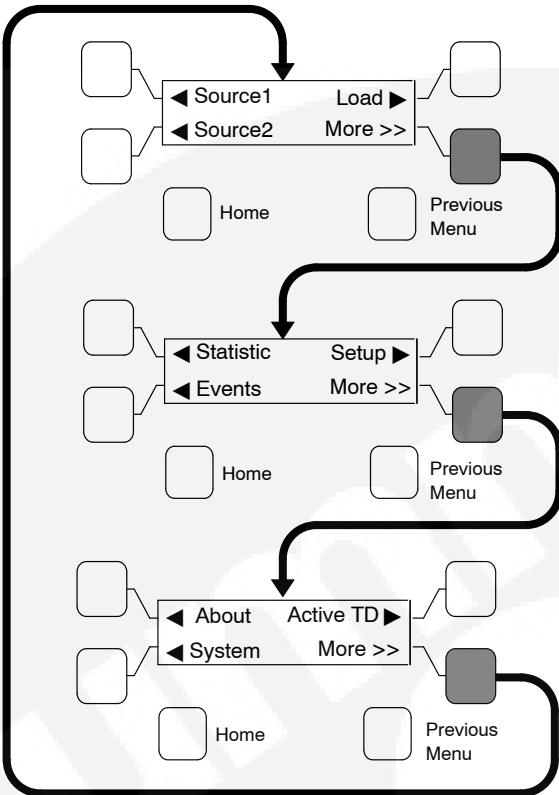 ◀ Source1 Load ▶
◀ Source2 More >>
Home
Previous
Menu
◀ Statistic Setup ▶
◀ Events More >>
Home
Previous
Menu
◀ About Active TD ▶
◀ System More >>
Home
Previous
Menu